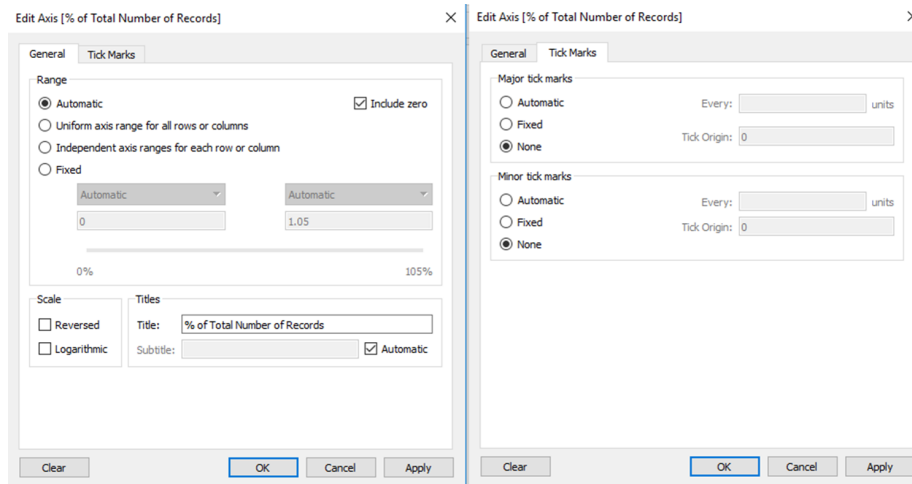 Edit Axis [% of Total Number of Records]
General
Tick Marks
Range
Automatic
Include zero
Uniform axis range for all rows or columns
Independent axis ranges for each row or column
Fixed
Automatic
Automatic
0
1.05
0%
105%
Scale
Reversed
Logarithmic
Titles
Title: % of Total Number of Records
Subtitle:
Automatic
Clear
OK
Cancel
Apply
Edit Axis [% of Total Number of Records]
General
Tick Marks
Major tick marks
Automatic
Every:
units
Fixed
Tick Origin: 0
None
Minor tick marks
Automatic
Every:
units
Fixed
Tick Origin: 0
None
Clear
OK
Cancel
Apply